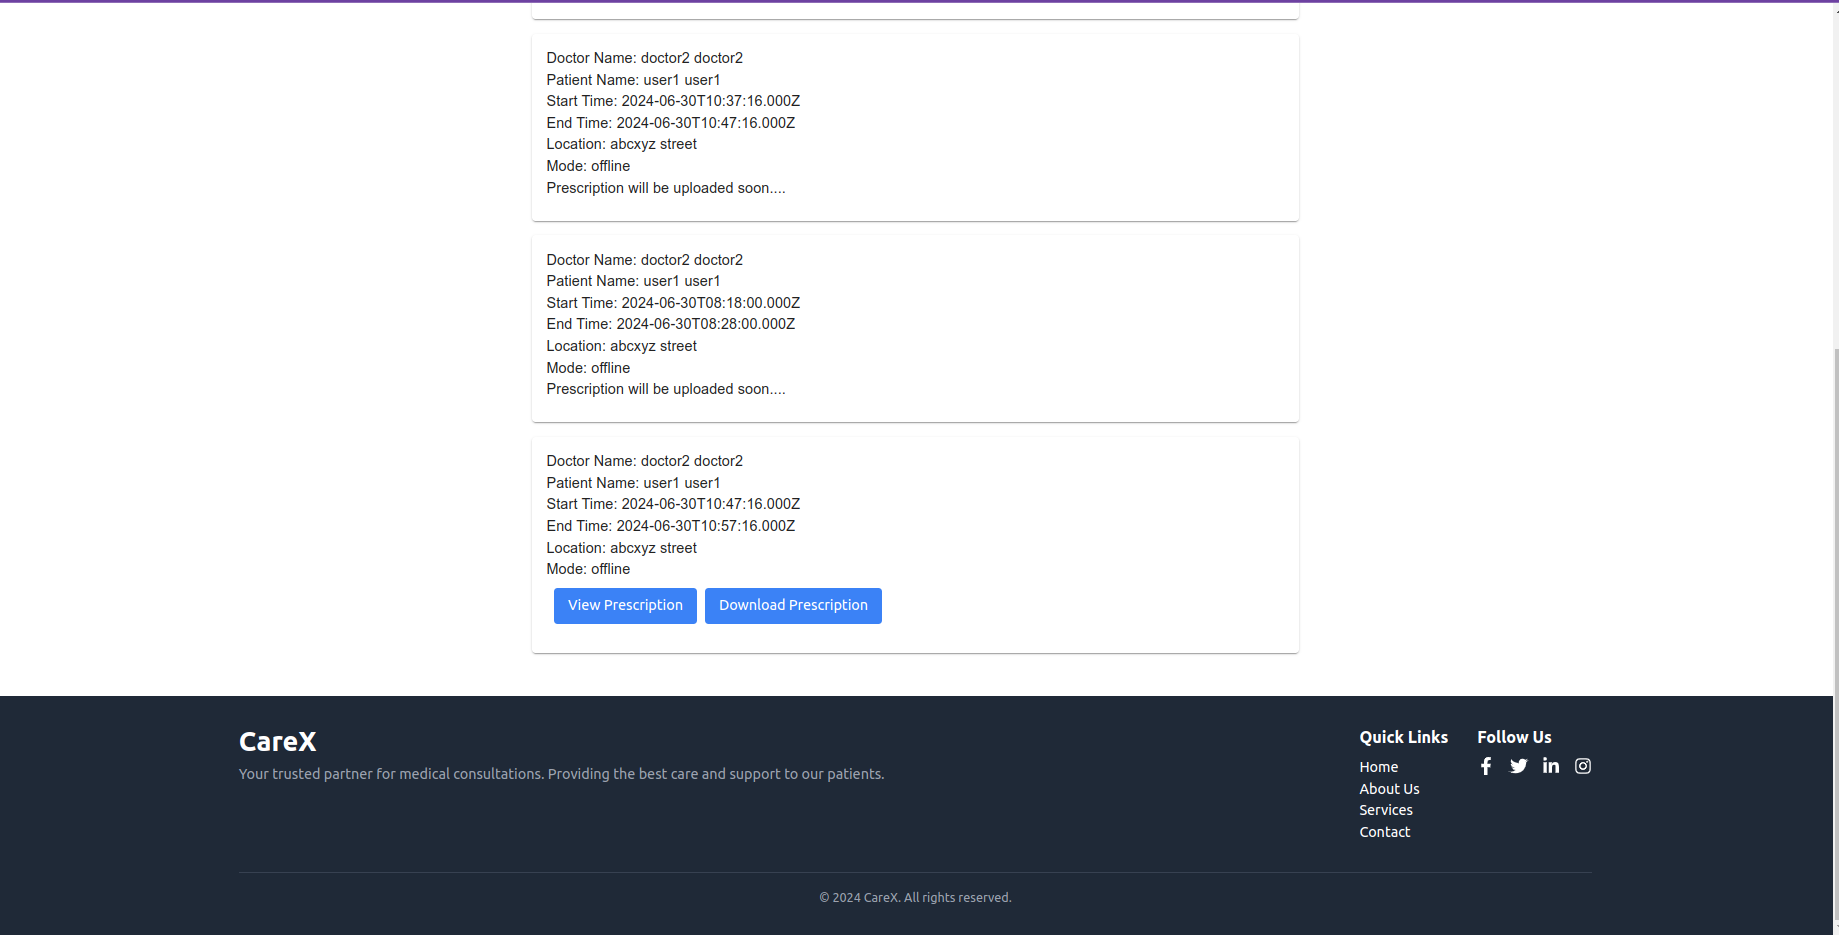 Doctor Name: doctor2 doctor2
Patient Name: user1 user1
Start Time: 2024-06-30T10:37:16.000Z
End Time: 2024-06-30T10:47:16.000Z
Location: abcxyz street
Mode: offline
Prescription will be uploaded soon....
Doctor Name: doctor2 doctor2
Patient Name: user1 user1
Start Time: 2024-06-30T08:18:00.000Z
End Time: 2024-06-30T08:28:00.000Z
Location: abcxyz street
Mode: offline
Prescription will be uploaded soon....
Doctor Name: doctor2 doctor2
Patient Name: user1 user1
Start Time: 2024-06-30T10:47:16.000Z
End Time: 2024-06-30T10:57:16.000Z
Location: abcxyz street
Mode: offline
View Prescription
Download Prescription
CareX
Your trusted partner for medical consultations. Providing the best care and support to our patients.
Quick Links
Home
About Us
Services
Contact
Follow Us
© 2024 CareX. All rights reserved.